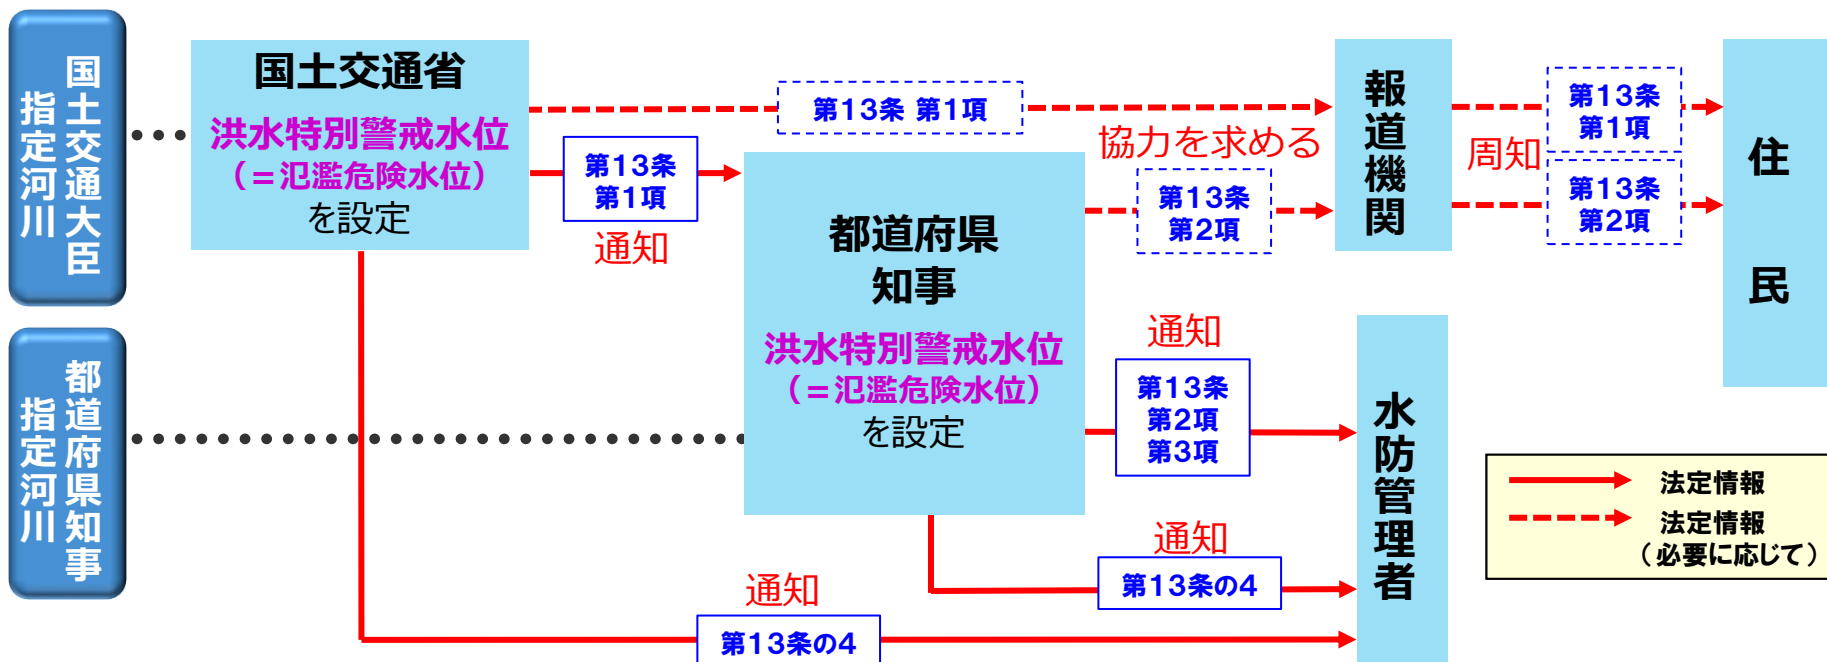 国土交通大臣
指定河川
国土交通省
洪水特別警戒水位
（＝氾濫危険水位）
を設定
第13条 第1項
第13条
第1項
通知
協力を求める
第13条
第2項
報道機関
周知
第13条
第1項
第13条
第2項
住民
都道府県知事
指定河川
都道府県
知事
洪水特別警戒水位
（＝氾濫危険水位）
を設定
通知
第13条
第2項
第3項
通知
第13条の4
通知
第13条の4
水防管理者
法定情報
法定情報
（必要に応じて）